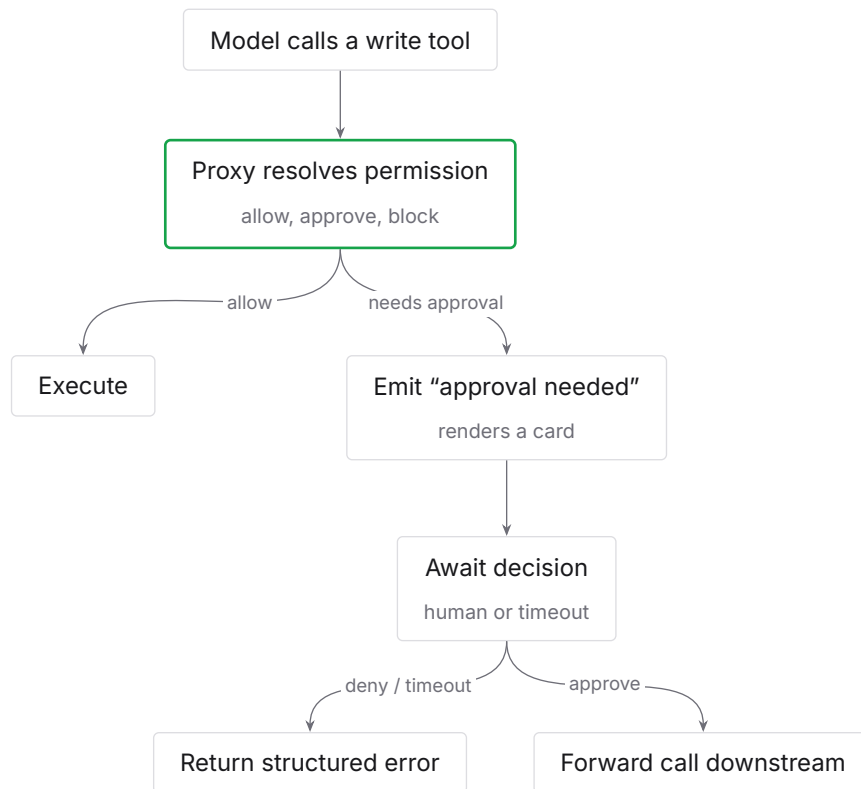 Model calls a write tool
Proxy resolves permission
allow, approve, block
allow
needs approval
Execute
Emit “approval needed”
renders a card
Await decision
human or timeout
deny / timeout
approve
Return structured error
Forward call downstream